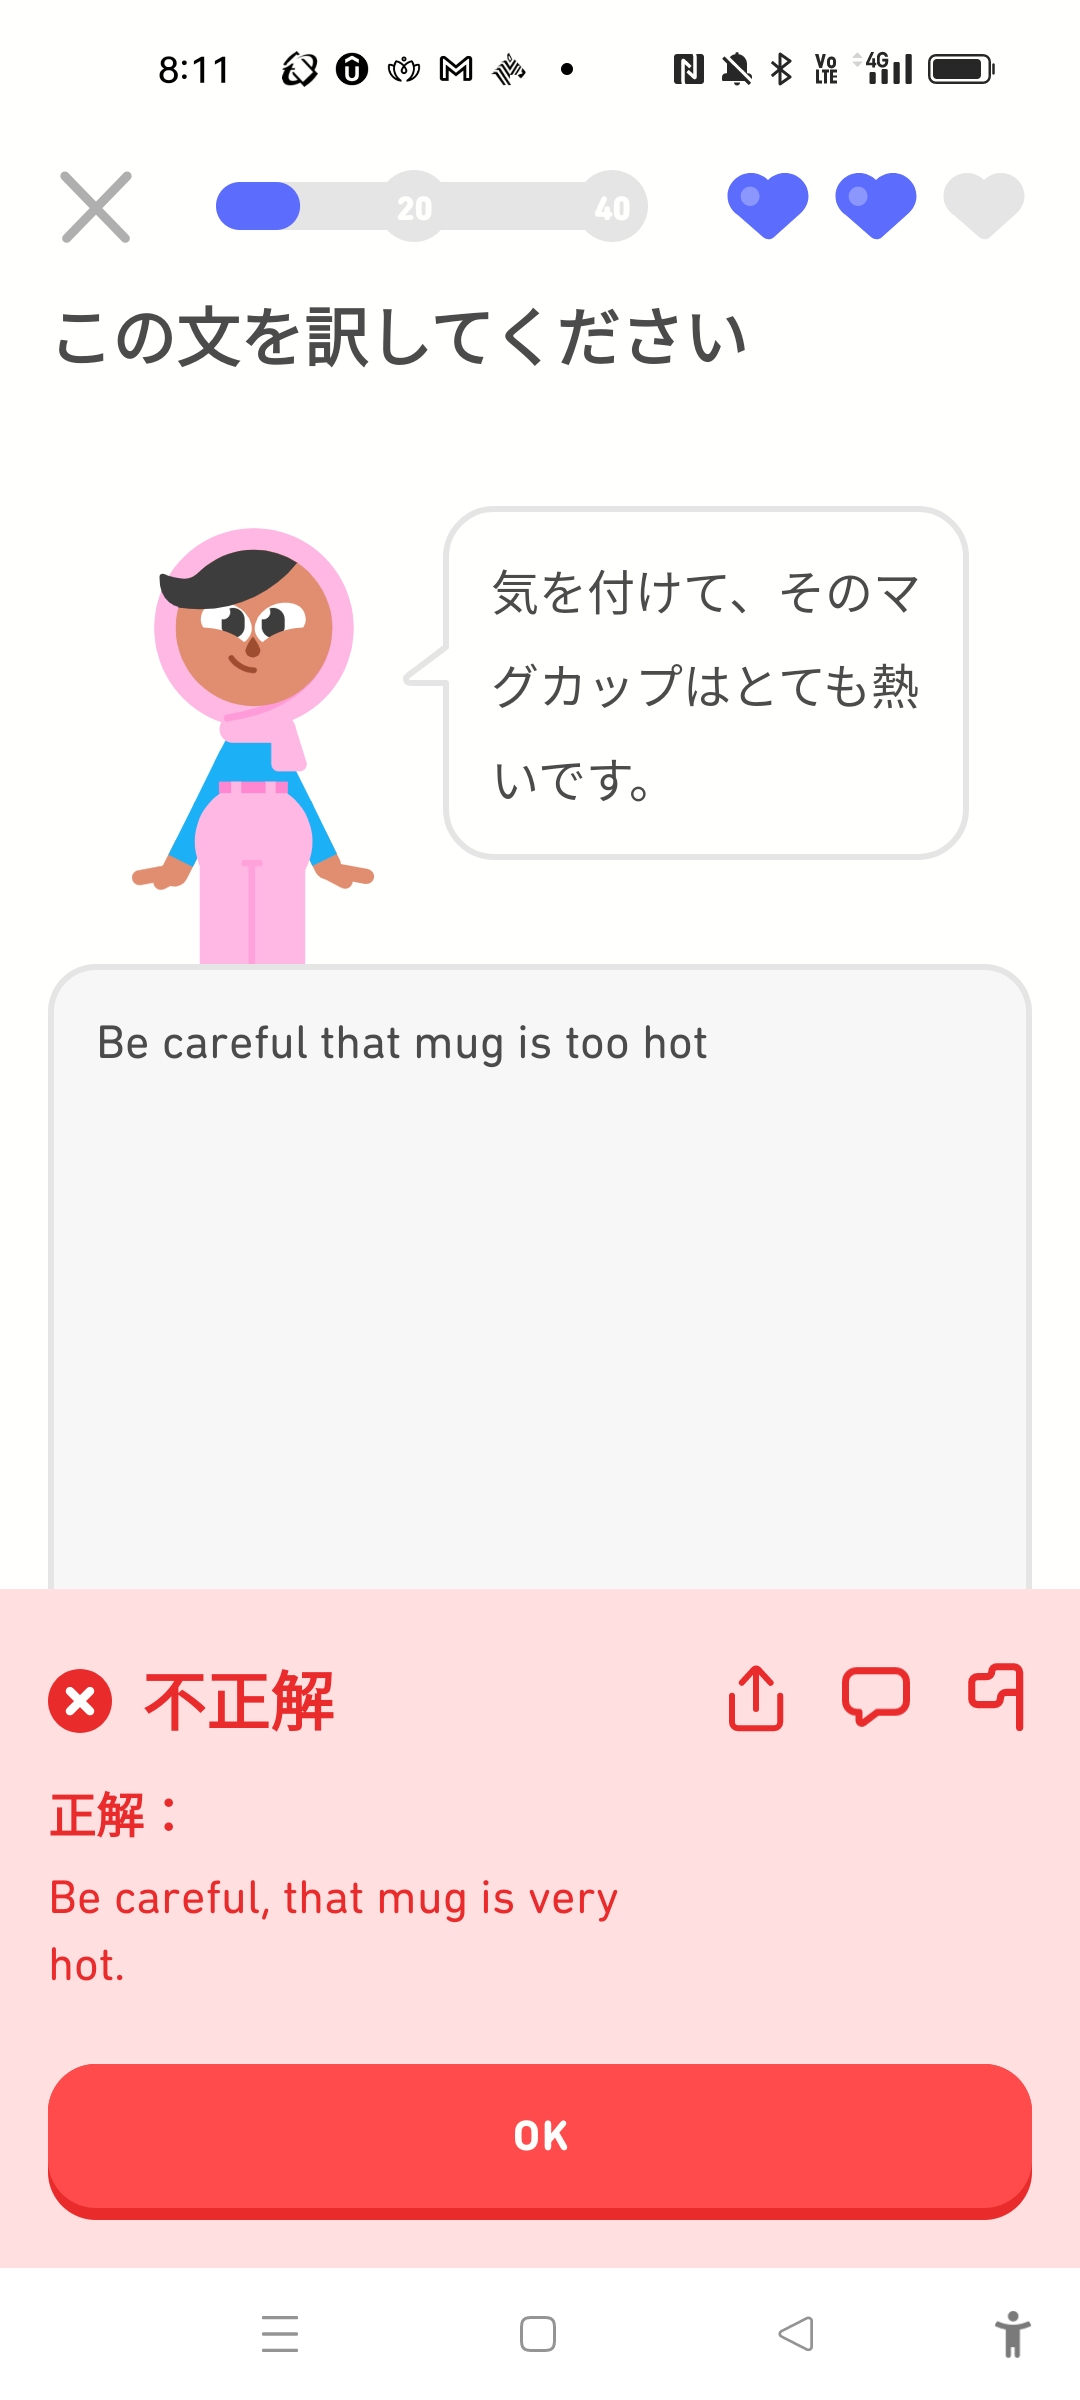 8:11
Vo
LTE
4G
20
40
この文を訳してください
気を付けて、そのマ
グカップはとても熱
いです。
Be careful that mug is too hot
不正解
正解：
Be careful, that mug is very
hot.
OK